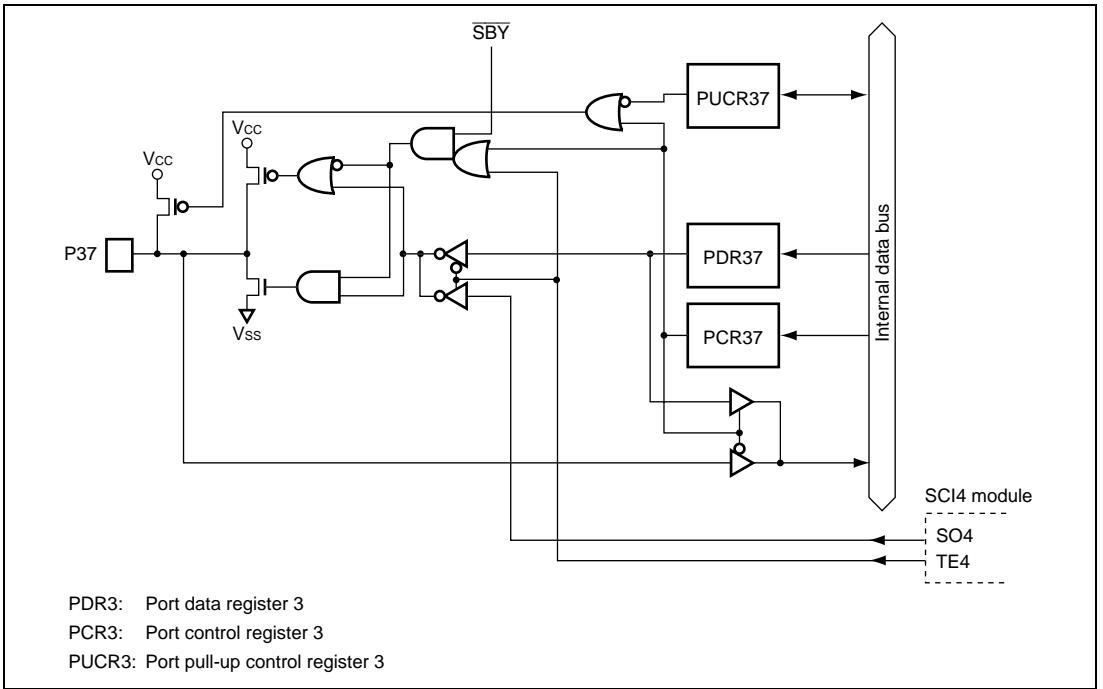 SBY
PUCR37
VCC
VCC
P37
PDR37
Internal data bus
PCR37
VSS
SCI4 module
SO4
TE4
PDR3: Port data register 3
PCR3: Port control register 3
PUCR3: Port pull-up control register 3